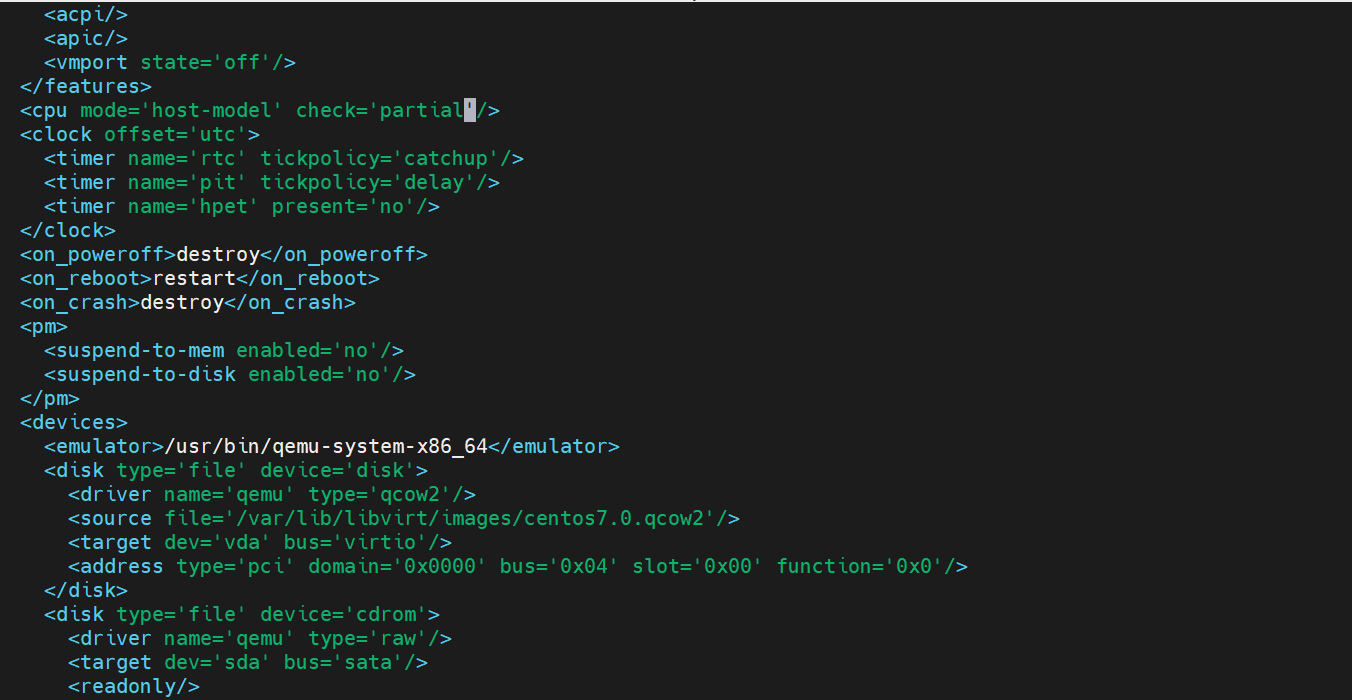 <acpi/>
<apic/>
<vmport state='off'/>
</features>
<cpu mode='host-model' check='partial'/>
<clock offset='utc'>
<timer name='rtc' tickpolicy='catchup'/>
<timer name='pit' tickpolicy='delay'/>
<timer name='hpet' present='no'/>
</clock>
<on_poweroff>destroy</on_poweroff>
<on_reboot>restart</on_reboot>
<on_crash>destroy</on_crash>
<pm>
<suspend-to-mem enabled='no'/>
<suspend-to-disk enabled='no'/>
</pm>
<devices>
<emulator>/usr/bin/qemu-system-x86_64</emulator>
<disk type='file' device='disk'>
<driver name='qemu' type='qcow2'/>
<source file='/var/lib/libvirt/images/centos7.0.qcow2'/>
<target dev='vda' bus='virtio'/>
<address type='pci' domain='0x0000' bus='0x04' slot='0x00' function='0x0'/>
</disk>
<disk type='file' device='cdrom'>
<driver name='qemu' type='raw'/>
<target dev='sda' bus='sata'/>
<readonly/>